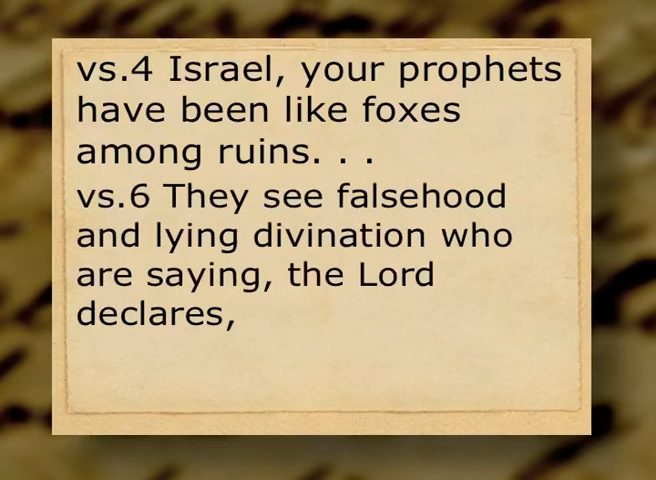 vs.4 Israel, your prophets
have been like foxes
among ruins. . .
vs.6 They see falsehood
and lying divination who
are saying, the Lord
declares,